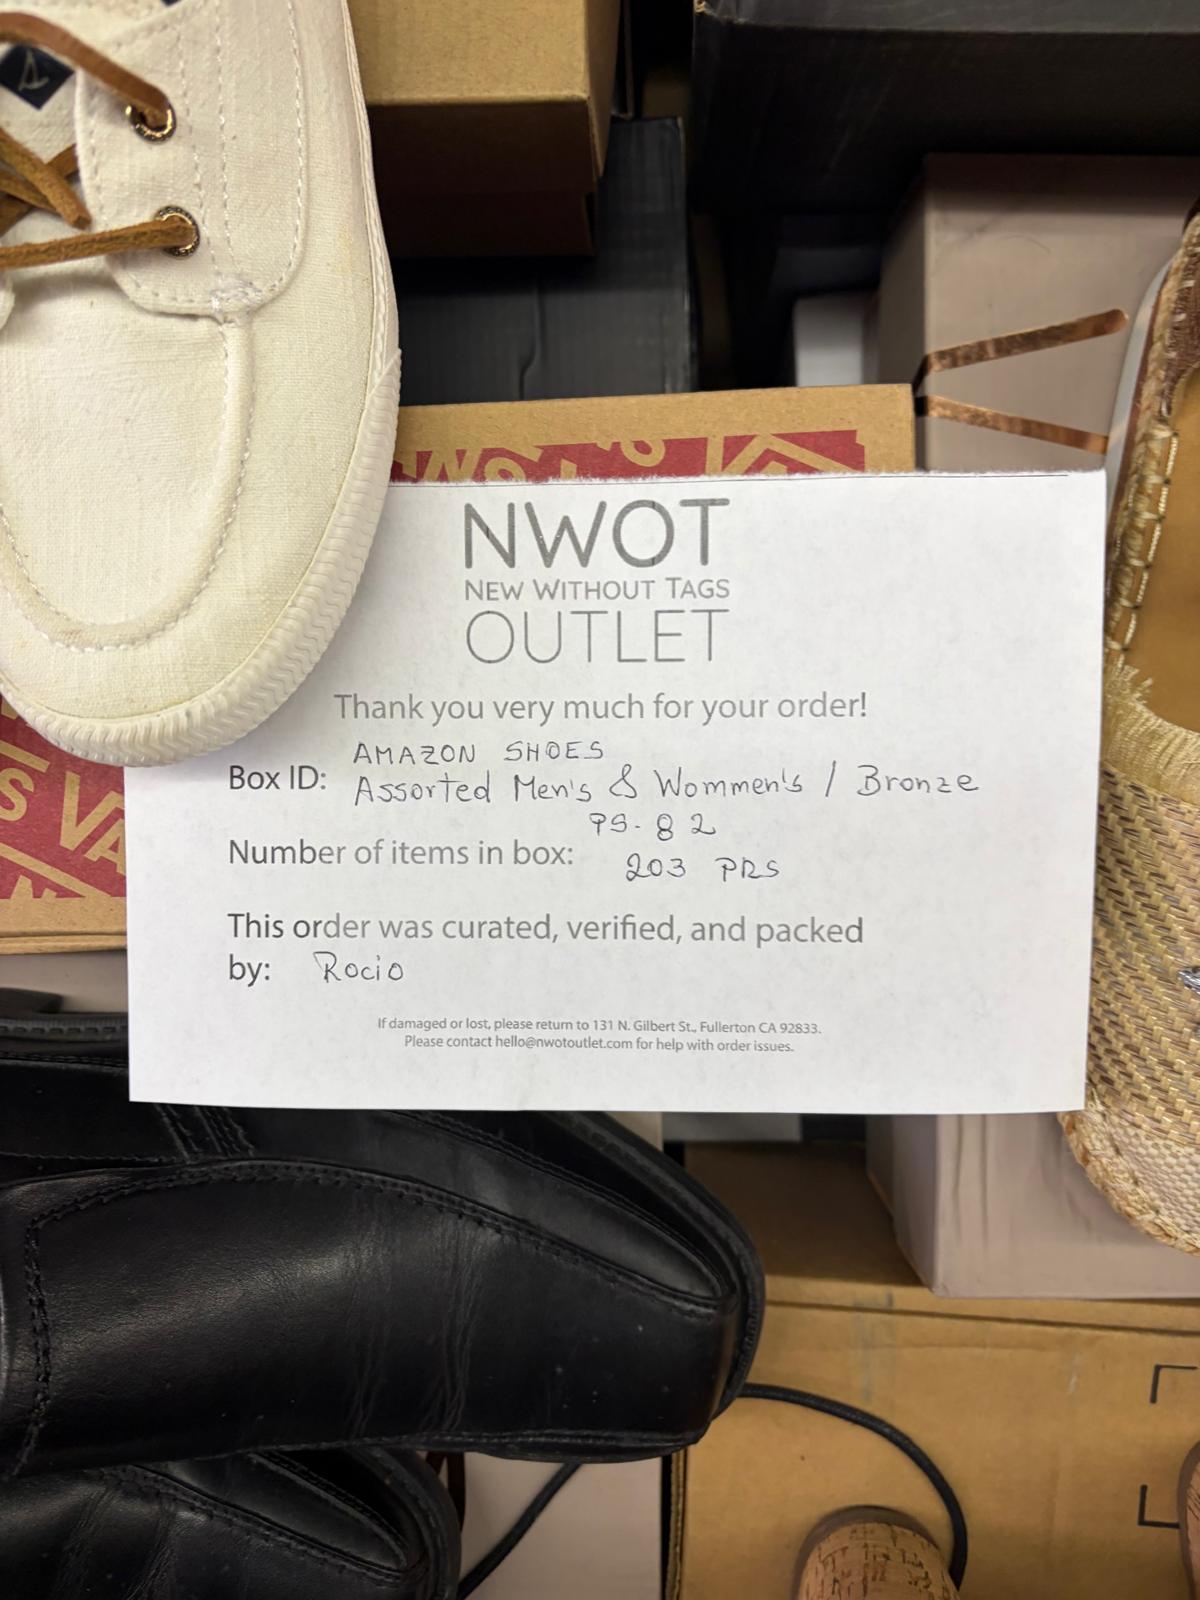 NWOT
NEW WITHOUT TAGS
OUTLET
Thank you very much for your order!
AMAZON SHOES
Box ID: Assorted Men's & Wommen's / Bronze
PS-82
Number of items in box: 203 PRS
This order was curated, verified, and packed
by: Rocio
If damaged or lost, please return to 131 N. Gilbert St., Fullerton CA 92833.
Please contact hello@nwotoutlet.com for help with order issues.
S VA